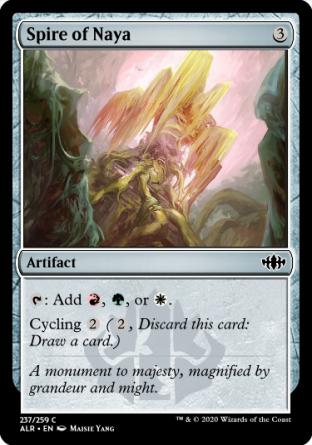 Spire of Naya 3
Artifact
: Add , , or .
Cycling 2 ( 2 , Discard this card:
Draw a card.)
A monument to majesty, magnified by
grandeur and might.
237/259 C
ALR • EN Maisie Yang
™ & © 2020 Wizards of the Coast